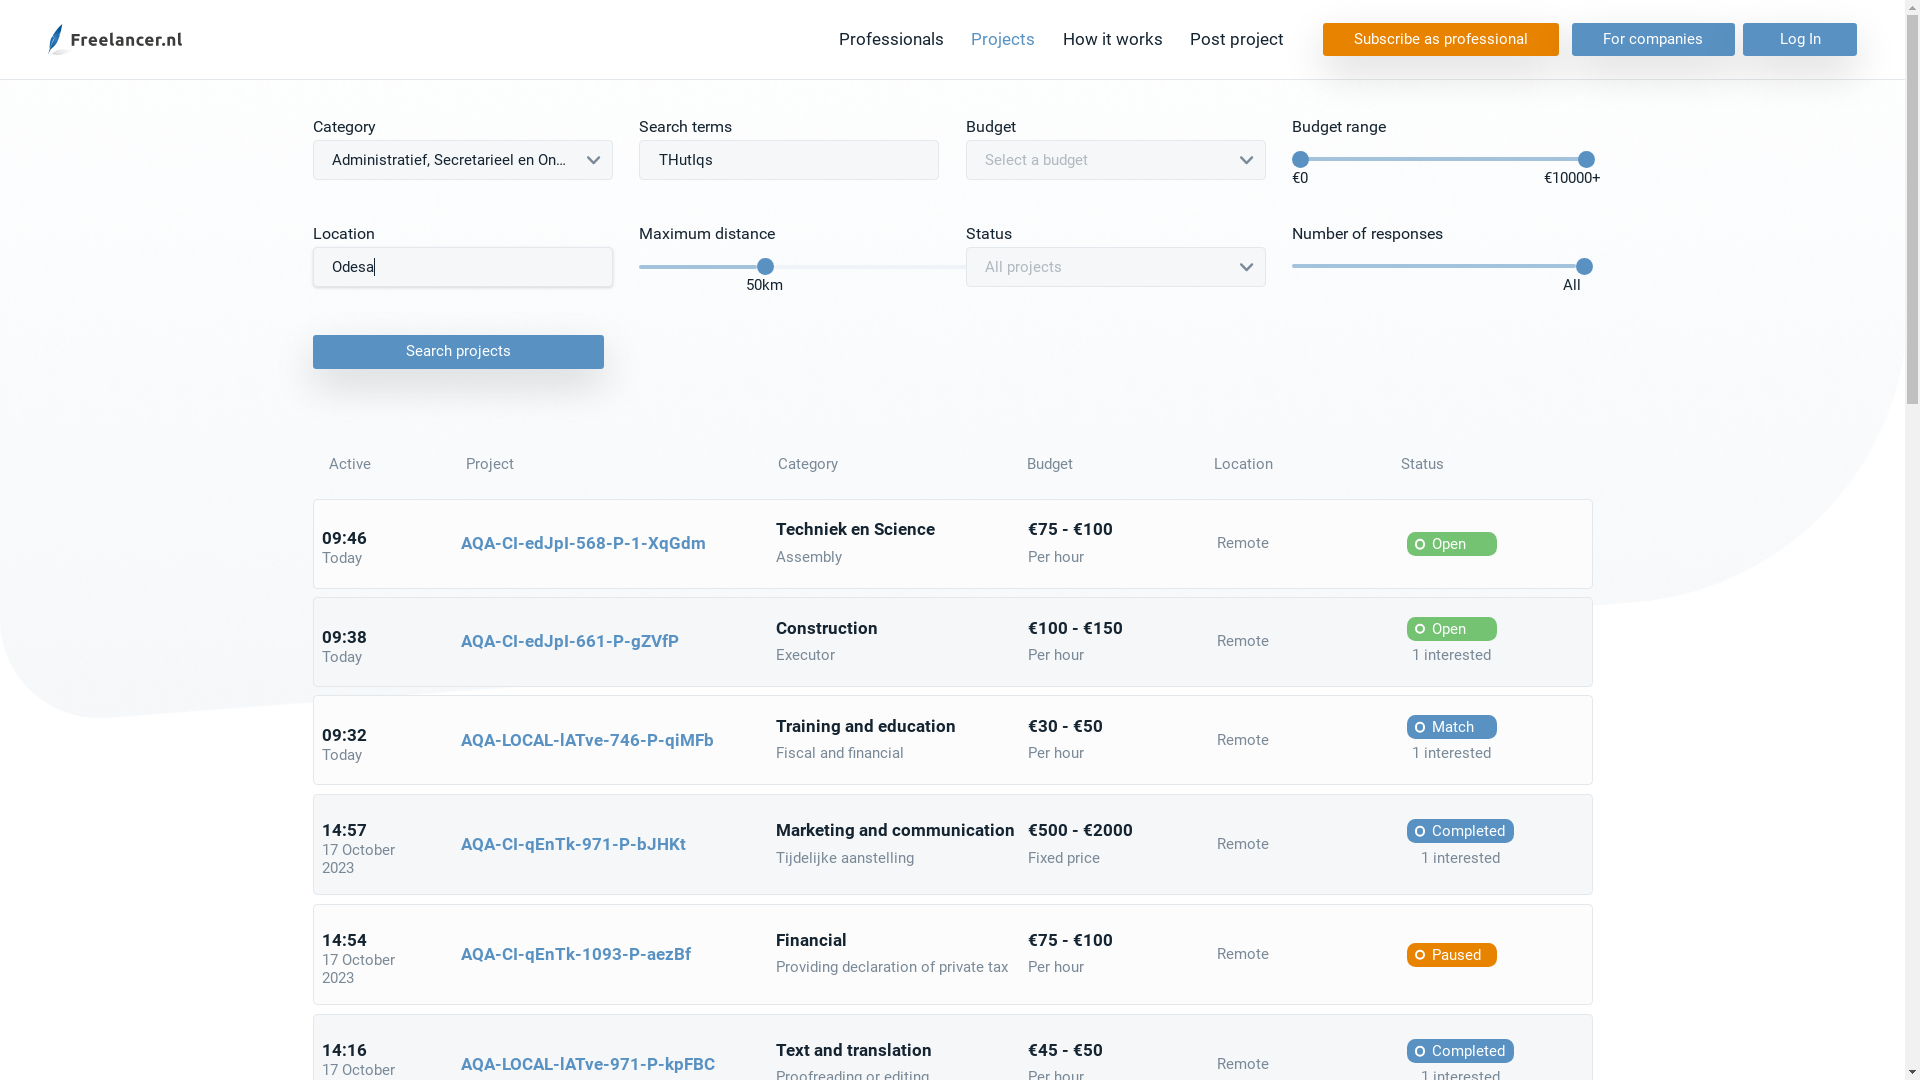 Freelancer.nl
Professionals
Projects
How it works
Post project
Subscribe as professional
For companies
Log In
Category
Search terms
Budget
Budget range
Administratief, Secretarieel en On...
THutIqs
Select a budget
€0
€10000+
Location
Maximum distance
Status
Number of responses
Odesa
50km
All projects
All
Search projects
Active
Project
Category
Budget
Location
Status
09:46
Today
AQA-CI-edJpI-568-P-1-XqGdm
Techniek en Science
Assembly
€75 - €100
Per hour
Remote
Open
09:38
Today
AQA-CI-edJpI-661-P-gZVfP
Construction
Executor
€100 - €150
Per hour
Remote
Open
1 interested
09:32
Today
AQA-LOCAL-lATve-746-P-qiMFb
Training and education
Fiscal and financial
€30 - €50
Per hour
Remote
Match
1 interested
14:57
17 October
2023
AQA-CI-qEnTk-971-P-bJHKt
Marketing and communication
Tijdelijke aanstelling
€500 - €2000
Fixed price
Remote
Completed
1 interested
14:54
17 October
2023
AQA-CI-qEnTk-1093-P-aezBf
Financial
Providing declaration of private tax
€75 - €100
Per hour
Remote
Paused
14:16
17 October
AQA-LOCAL-lATve-971-P-kpFBC
Text and translation
Proofreading or editing
€45 - €50
Per hour
Remote
Completed
1 interested